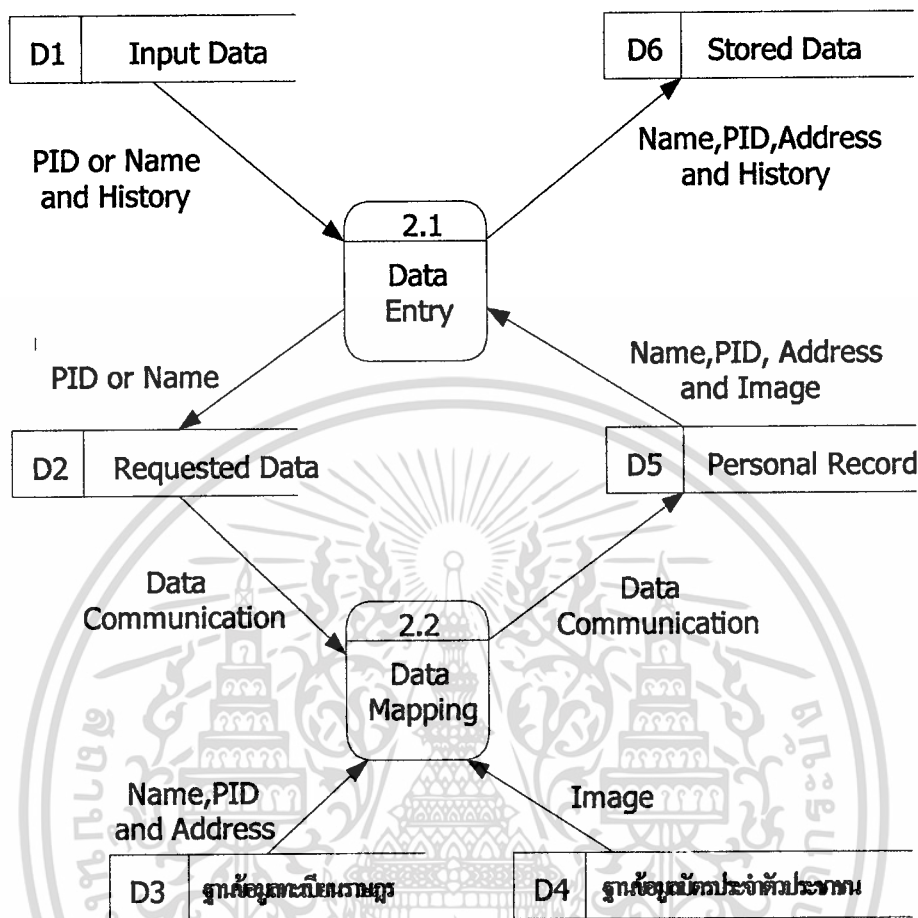 D1 Input Data
D6 Stored Data
PID or Name
and History
Name,PID,Address
and History
2.1
Data
Entry
PID or Name
Name,PID, Address
and Image
D2 Requested Data
D5 Personal Record
Data
Communication
Data
Communication
2.2
Data
Mapping
Name,PID
and Address
Image
D3 ฐานข้อมูลทะเบียนราษฎร
D4 ฐานข้อมูลบัตรประจำตัวประชาชน